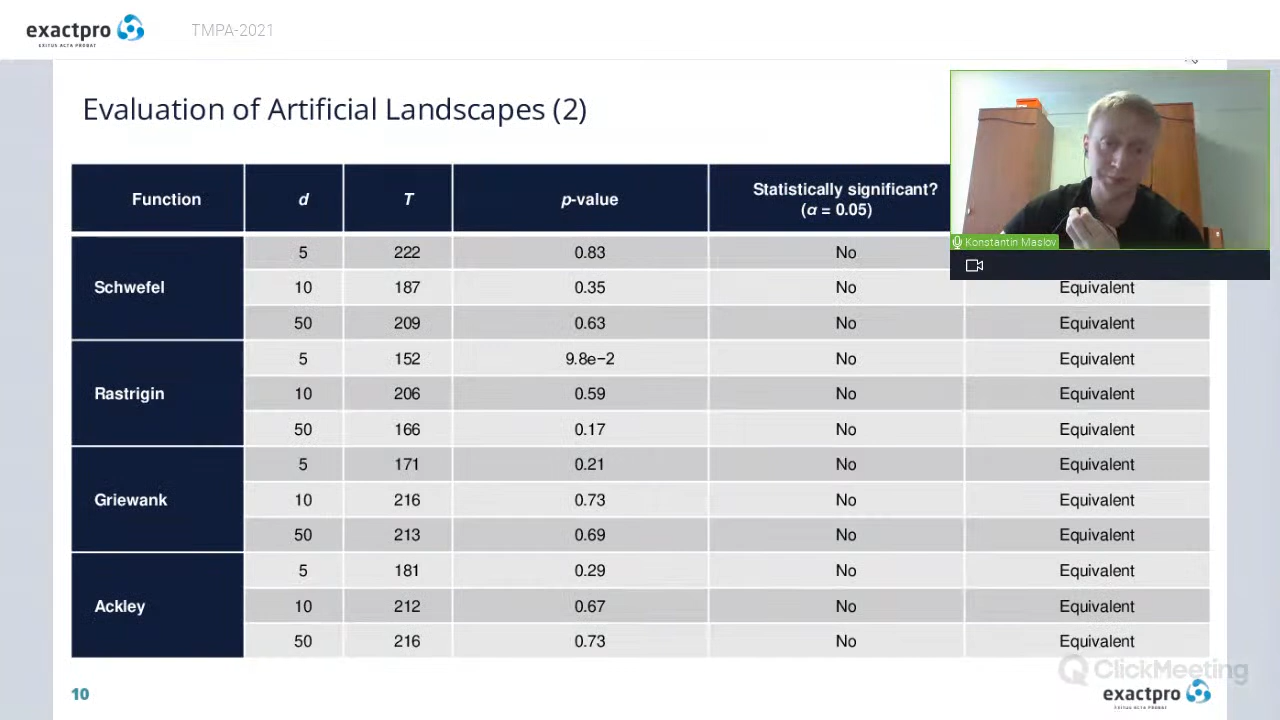 exactpro
EXITUS ACTA PROBAT
TMPA-2021
Evaluation of Artificial Landscapes (2)
Konstantin Maslov
Function d T p-value Statistically significant?
(α = 0.05)
Schwefel
5 222 0.83 No
10 187 0.35 No Equivalent
50 209 0.63 No Equivalent
Rastrigin
5 152 9.8e−2 No Equivalent
10 206 0.59 No Equivalent
50 166 0.17 No Equivalent
Griewank
5 171 0.21 No Equivalent
10 216 0.73 No Equivalent
50 213 0.69 No Equivalent
Ackley
5 181 0.29 No Equivalent
10 212 0.67 No Equivalent
50 216 0.73 No Equivalent
ClickMeeting
10
exactpro
EXITUS ACTA PROBAT